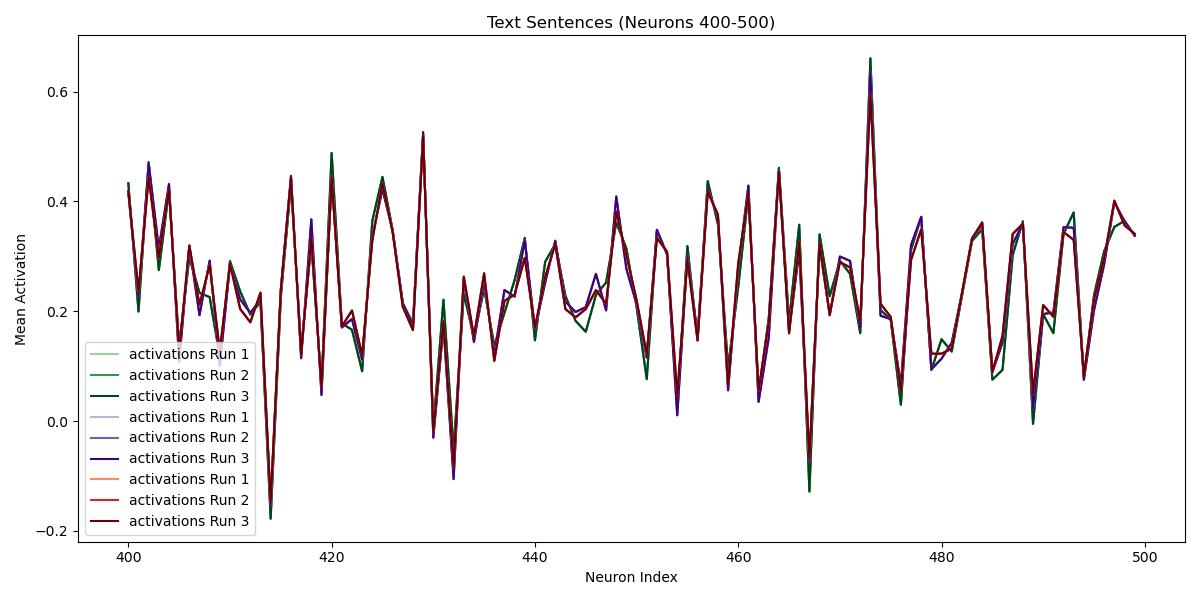 Text Sentences (Neurons 400-500)
Mean Activation
0.6
0.4
0.2
0.0
−0.2
activations Run 1
activations Run 2
activations Run 3
activations Run 1
activations Run 2
activations Run 3
activations Run 1
activations Run 2
activations Run 3
400 420 440 460 480 500
Neuron Index